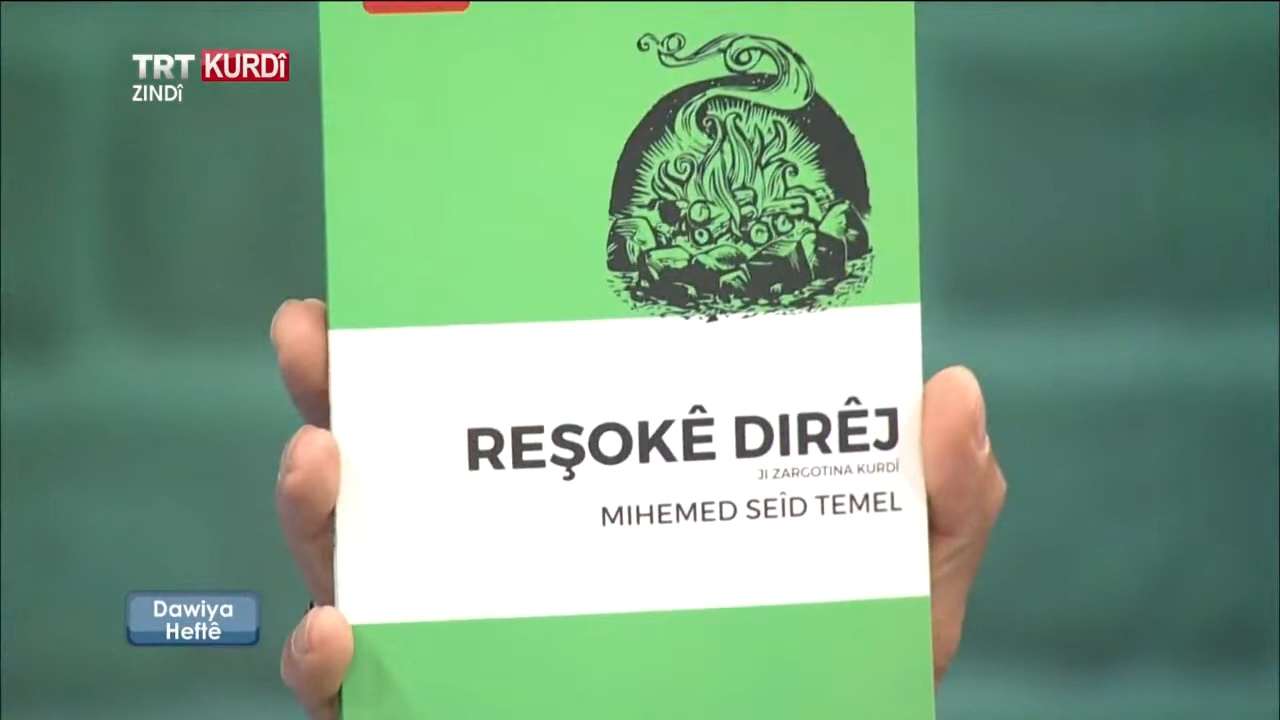 TRT KURDÎ
ZINDÎ
REŞOKÊ DIRÊJ
JI ZARGOTINA KURDÎ
MIHEMED SEÎD TEMEL
Dawiya
Heftê